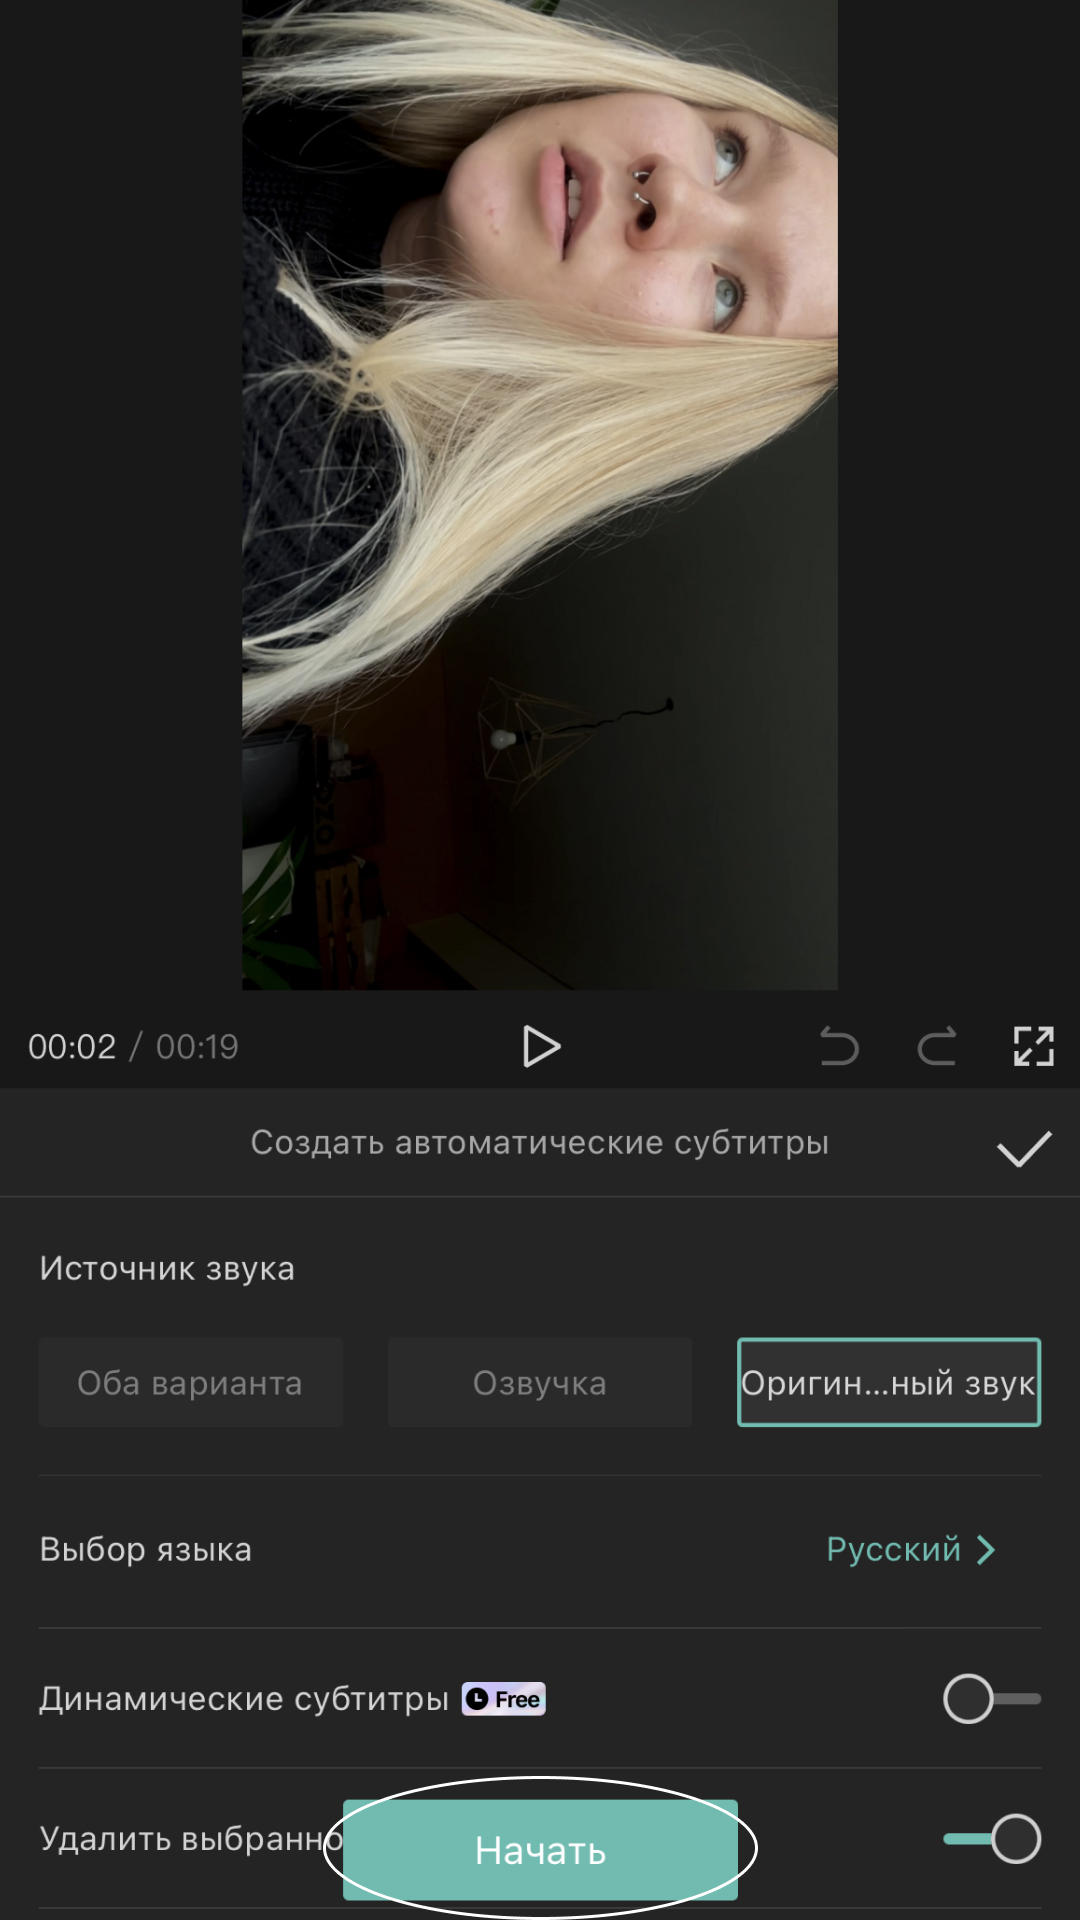 00:02 / 00:19
Создать автоматические субтитры
Источник звука
Оба варианта
Озвучка
Оригин...ный звук
Выбор языка
Русский
Динамические субтитры Free
Удалить выбранно
Начать